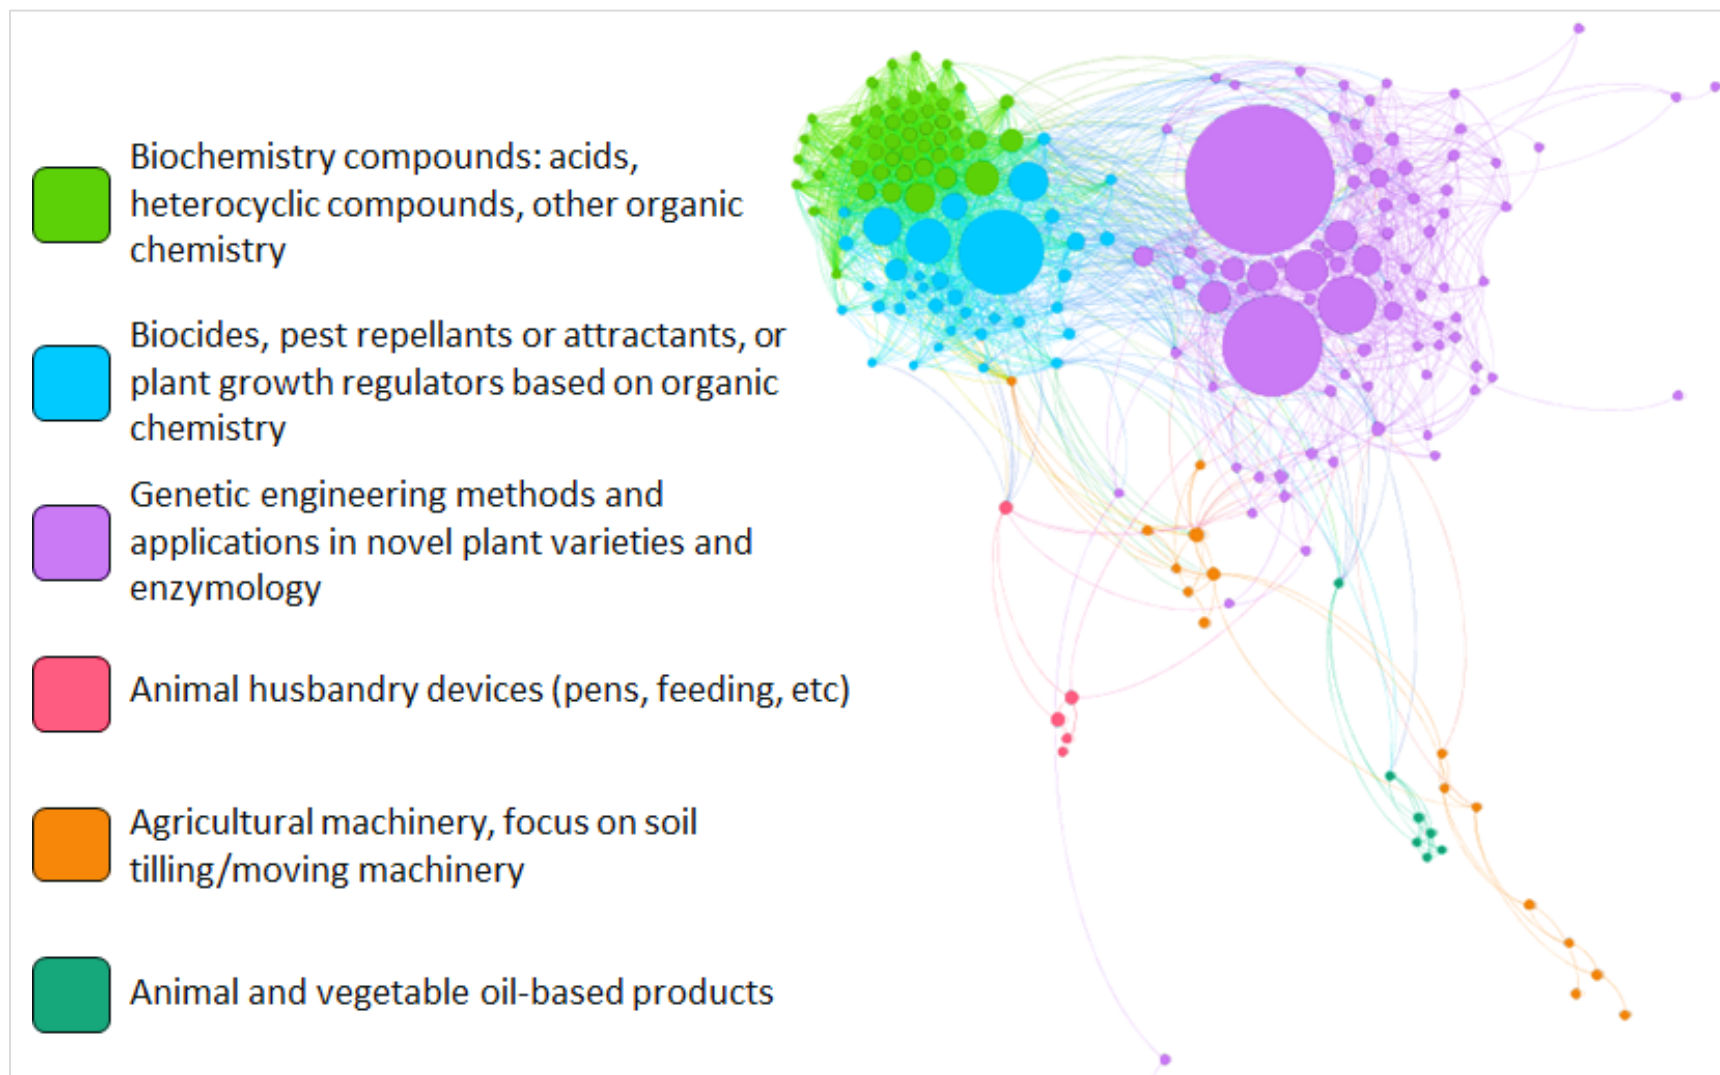 Biochemistry compounds: acids,
heterocyclic compounds, other organic
chemistry
Biocides, pest repellants or attractants, or
plant growth regulators based on organic
chemistry
Genetic engineering methods and
applications in novel plant varieties and
enzymology
Animal husbandry devices (pens, feeding, etc)
Agricultural machinery, focus on soil
tilling/moving machinery
Animal and vegetable oil-based products